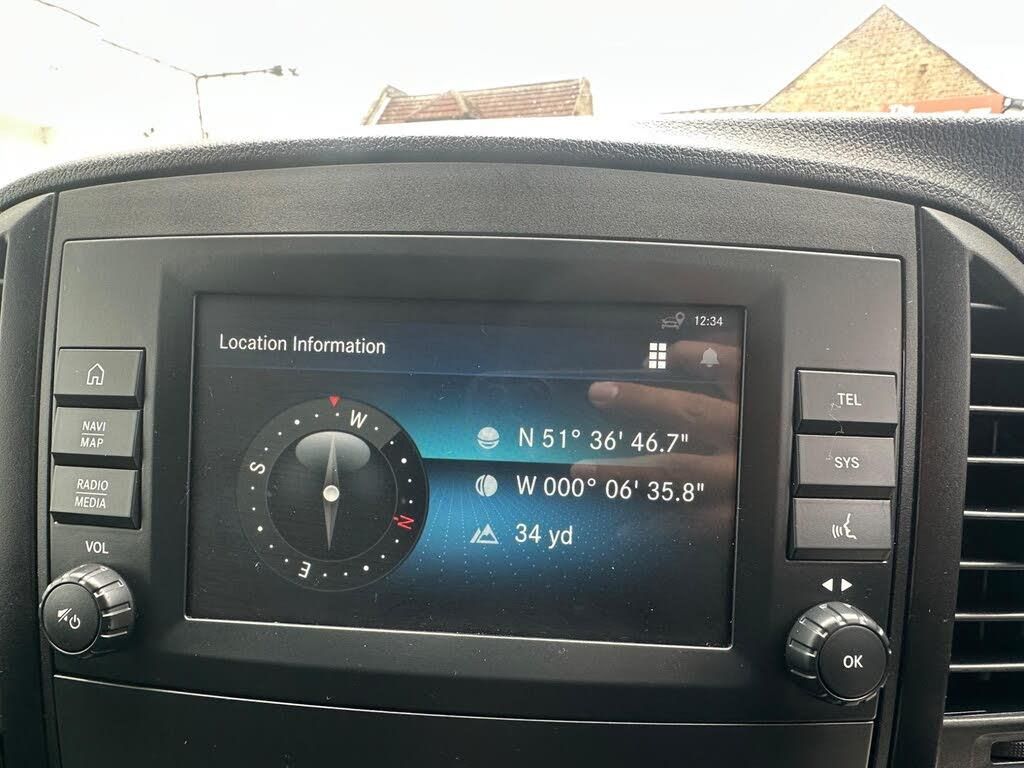 12:34
Location Information
W
S
N
E
N 51° 36' 46.7"
W 000° 06' 35.8"
34 yd
NAVI
MAP
RADIO
MEDIA
VOL
TEL
SYS
OK